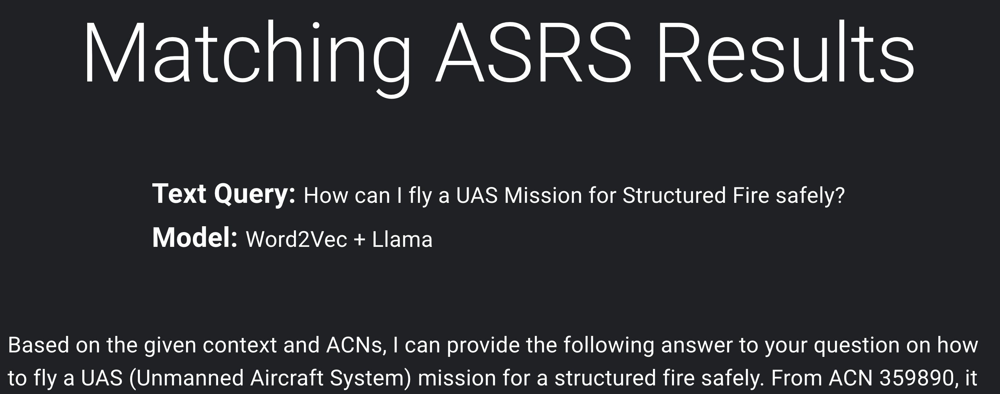 Matching ASRS Results
Text Query: How can I fly a UAS Mission for Structured Fire safely?
Model: Word2Vec + Llama
Based on the given context and ACNs, I can provide the following answer to your question on how
to fly a UAS (Unmanned Aircraft System) mission for a structured fire safely. From ACN 359890, it